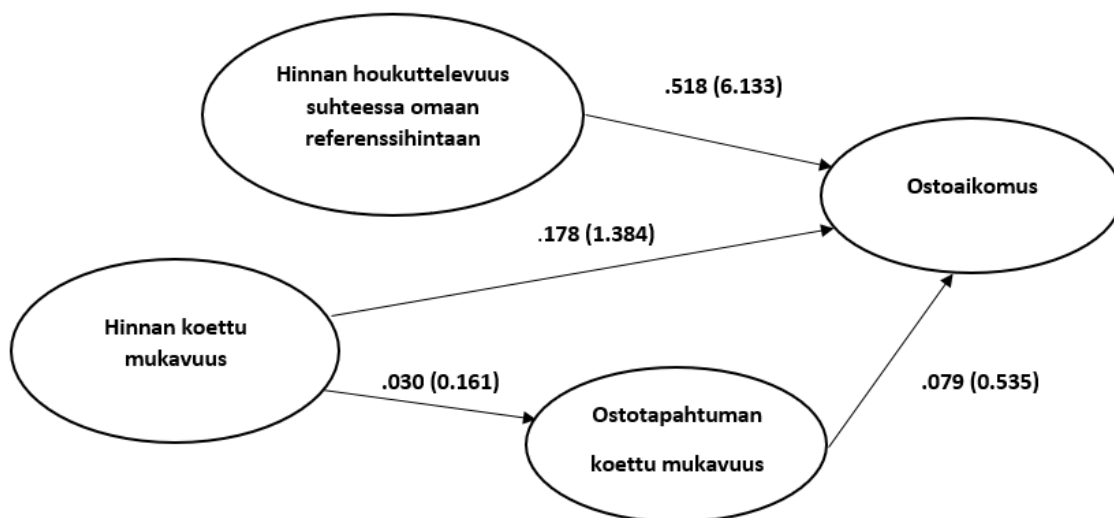 Hinnan houkuttelevuus
suhteessa omaan
referenssihintaan
.518 (6.133)
Ostoaikomus
.178 (1.384)
Hinnan koettu
mukavuus
.030 (0.161)
.079 (0.535)
Ostotapahtuman
koettu mukavuus